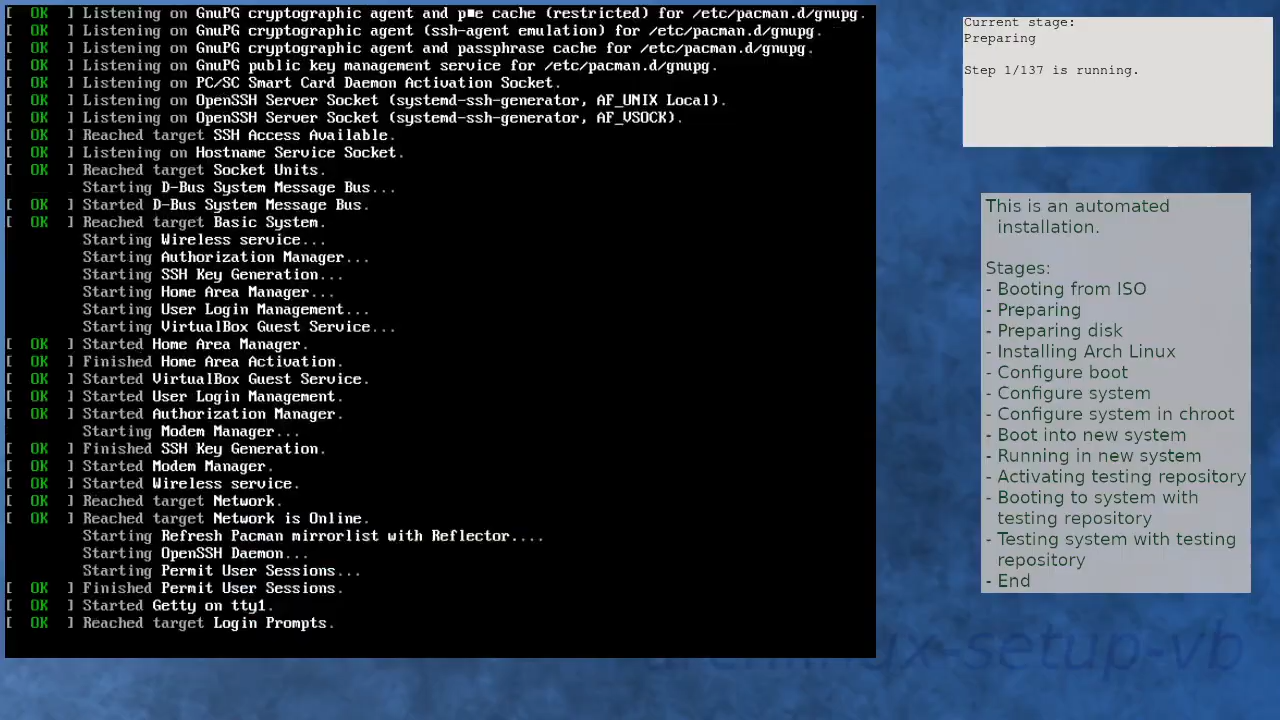 [  OK  ] Listening on GnuPG cryptographic agent and p■e cache (restricted) for /etc/pacman.d/gnupg.
[  OK  ] Listening on GnuPG cryptographic agent (ssh-agent emulation) for /etc/pacman.d/gnupg.
[  OK  ] Listening on GnuPG cryptographic agent and passphrase cache for /etc/pacman.d/gnupg.
[  OK  ] Listening on GnuPG public key management service for /etc/pacman.d/gnupg.
[  OK  ] Listening on PC/SC Smart Card Daemon Activation Socket.
[  OK  ] Listening on OpenSSH Server Socket (systemd-ssh-generator, AF_UNIX Local).
[  OK  ] Listening on OpenSSH Server Socket (systemd-ssh-generator, AF_VSOCK).
[  OK  ] Reached target SSH Access Available.
[  OK  ] Listening on Hostname Service Socket.
[  OK  ] Reached target Socket Units.
Starting D-Bus System Message Bus...
[  OK  ] Started D-Bus System Message Bus.
[  OK  ] Reached target Basic System.
Starting Wireless service...
Starting Authorization Manager...
Starting SSH Key Generation...
Starting Home Area Manager...
Starting User Login Management...
Starting VirtualBox Guest Service...
[  OK  ] Started Home Area Manager.
[  OK  ] Finished Home Area Activation.
[  OK  ] Started VirtualBox Guest Service.
[  OK  ] Started User Login Management.
[  OK  ] Started Authorization Manager.
Starting Modem Manager...
[  OK  ] Finished SSH Key Generation.
[  OK  ] Started Modem Manager.
[  OK  ] Started Wireless service.
[  OK  ] Reached target Network.
[  OK  ] Reached target Network is Online.
Starting Refresh Pacman mirrorlist with Reflector....
Starting OpenSSH Daemon...
Starting Permit User Sessions...
[  OK  ] Finished Permit User Sessions.
[  OK  ] Started Getty on tty1.
[  OK  ] Reached target Login Prompts.
Current stage:
Preparing
Step 1/137 is running.
This is an automated
installation.
Stages:
- Booting from ISO
- Preparing
- Preparing disk
- Installing Arch Linux
- Configure boot
- Configure system
- Configure system in chroot
- Boot into new system
- Running in new system
- Activating testing repository
- Booting to system with
testing repository
- Testing system with testing
repository
- End